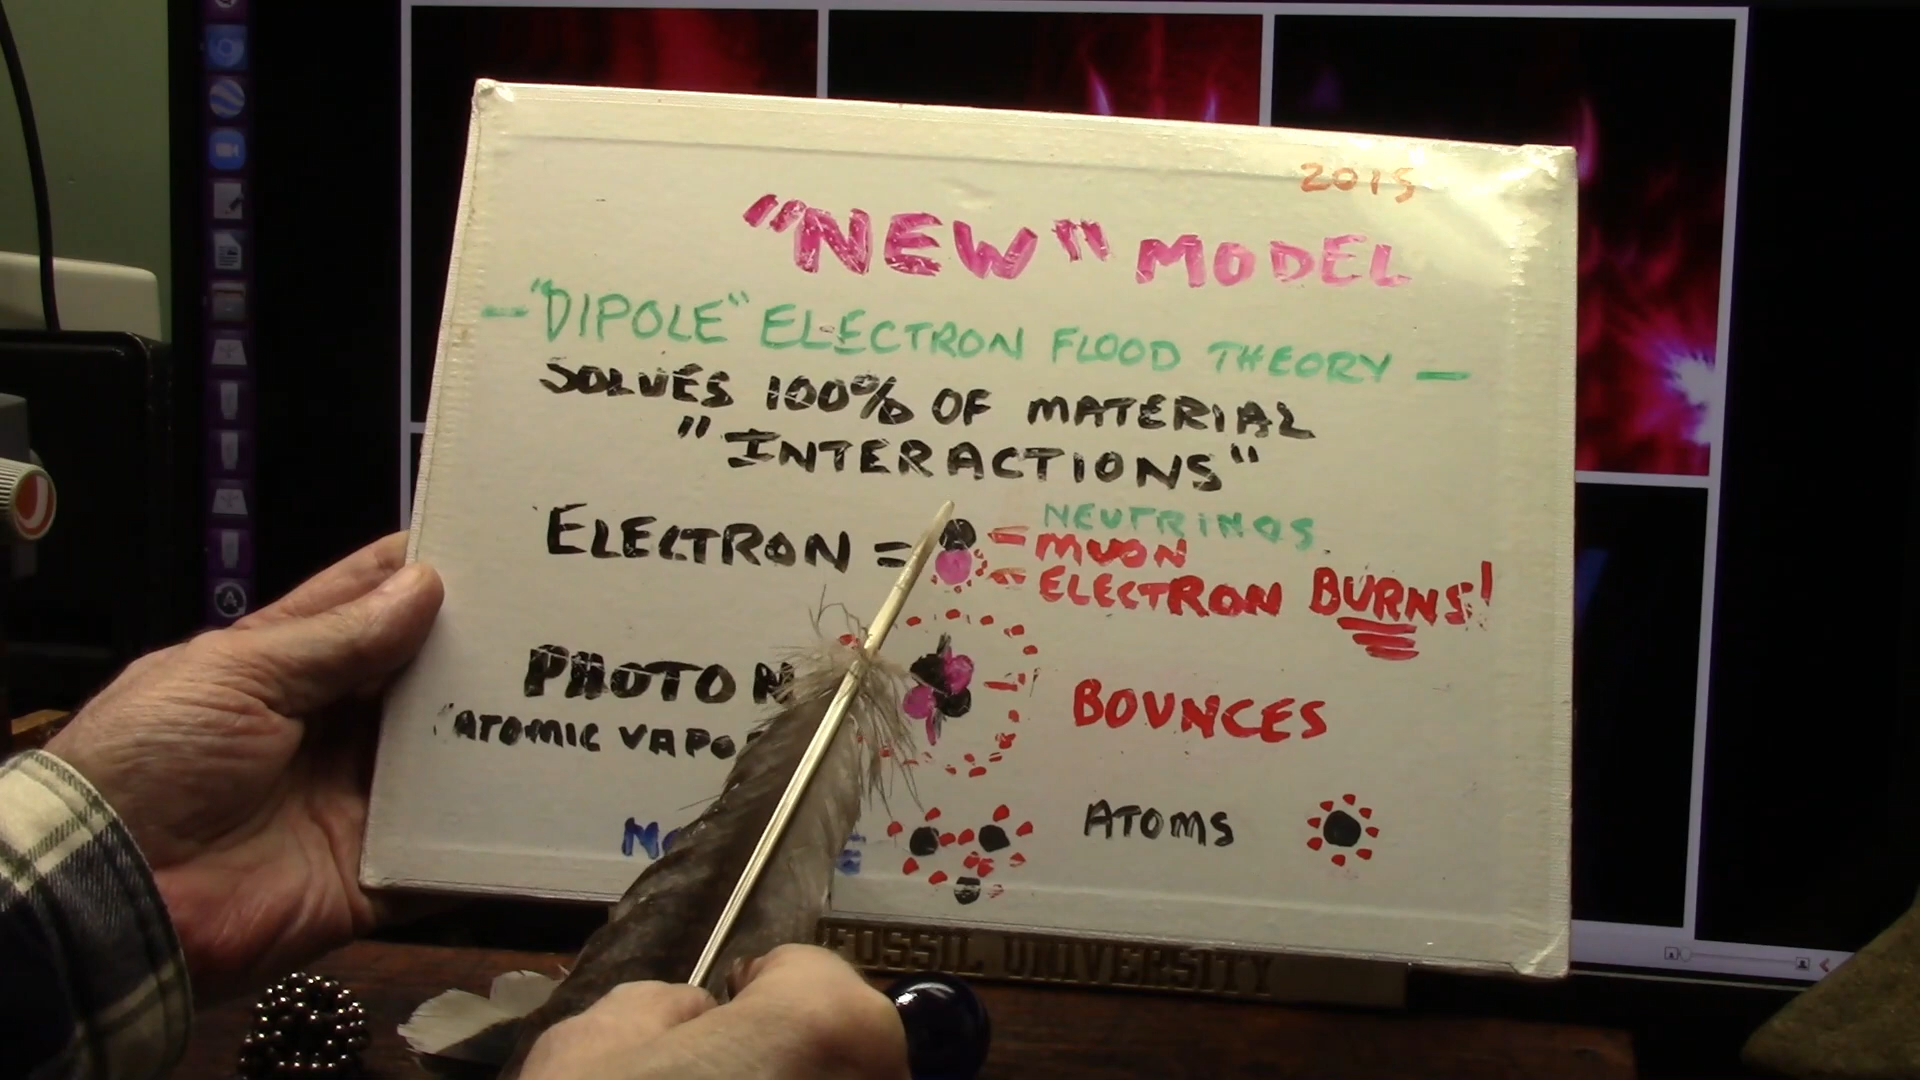 2015
"NEW" MODEL
-"DIPOLE" ELECTRON FLOOD THEORY-
SOLVES 100% OF MATERIAL
"INTERACTIONS"
NEUTRINOS
ELECTRON = - MUON
- ELECTRON BURNS!
PHOTON
BOUNCES
ATOMIC
ATOMS
FOSSIL UNIVERSITY